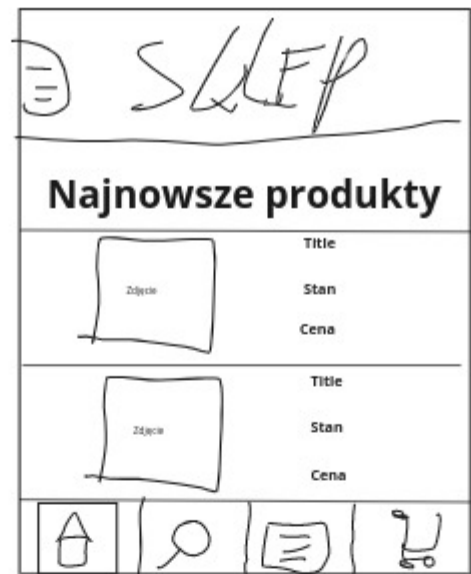 SKLEP
Najnowsze produkty
Title
Zdjęcie
Stan
Cena
Title
Zdjęcie
Stan
Cena